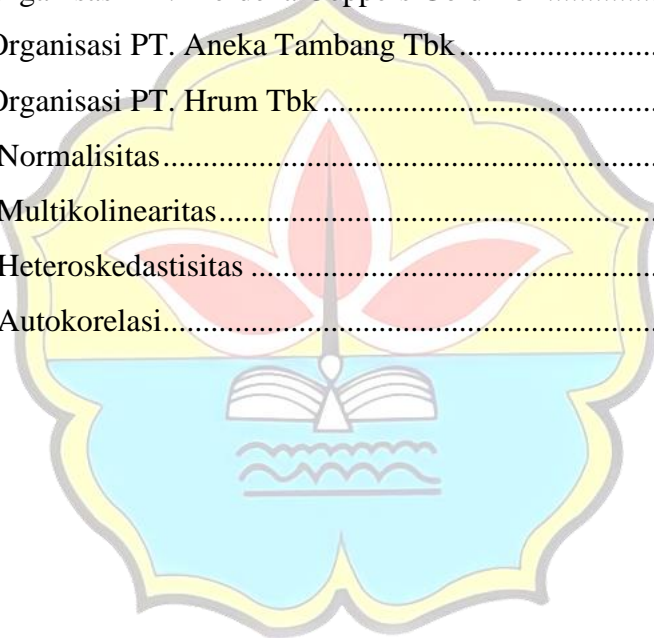 Organisasi PT. Aneka Tambang Tbk........................
Organisasi PT. Hrum Tbk.................................................
Normalisitas.........................................................................
Multikolinearitas.................................................................
Heteroskedastisitas ............................................................
Autokorelasi.........................................................................